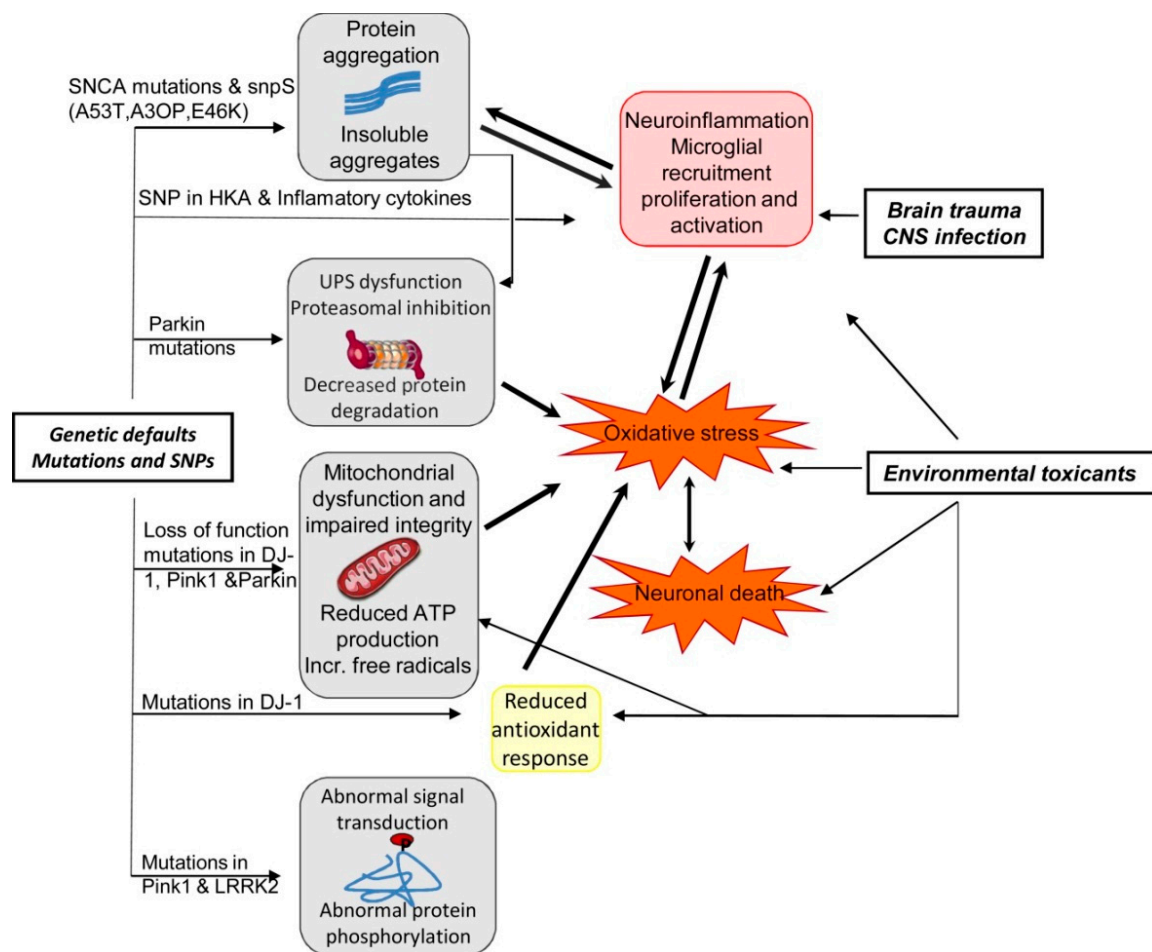 Protein
aggregation
Insoluble
aggregates
SNCA mutations & snpS
(A53T,A3OP,E46K)
Neuroinflammation
Microglial
recruitment
proliferation and
activation
SNP in HKA & Inflamatory cytokines
Brain trauma
CNS infection
UPS dysfunction
Proteasomal inhibition
Decreased protein
degradation
Parkin
mutations
Oxidative stress
Genetic defaults
Mutations and SNPs
Environmental toxicants
Mitochondrial
dysfunction and
impaired integrity
Reduced ATP
production
Incr. free radicals
Loss of function
mutations in DJ-
1, Pink1 &Parkin
Neuronal death
Mutations in DJ-1
Reduced
antioxidant
response
Abnormal signal
transduction
P
Abnormal protein
phosphorylation
Mutations in
Pink1 & LRRK2